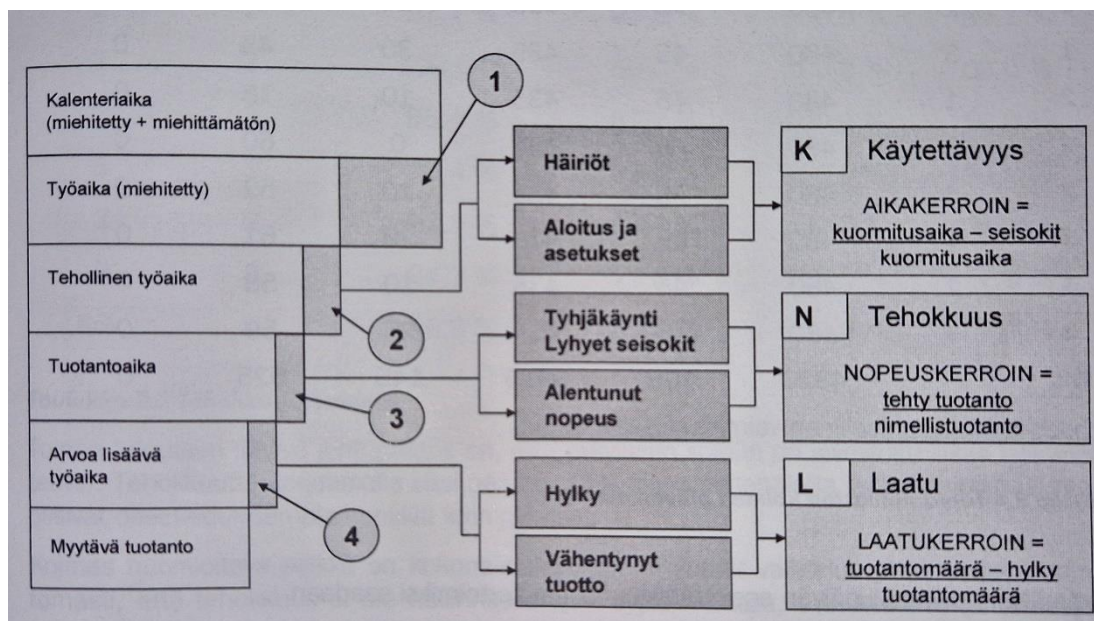 1
Kalenteriaika
(miehitetty + miehittämätön)
Työaika (miehitetty)
Tehollinen työaika
2
Tuotantoaika
3
Arvoa lisäävä
työaika
4
Myytävä tuotanto
Häiriöt
Aloitus ja
asetukset
Tyhjäkäynti
Lyhyet seisokit
Alentunut
nopeus
Hylky
Vähentynyt
tuotto
K Käytettävyys
AIKAKERROIN =
kuormitusaika – seisokit
kuormitusaika
N Tehokkuus
NOPEUSKERROIN =
tehty tuotanto
nimellistuotanto
L Laatu
LAATUKERROIN =
tuotantomäärä – hylky
tuotantomäärä